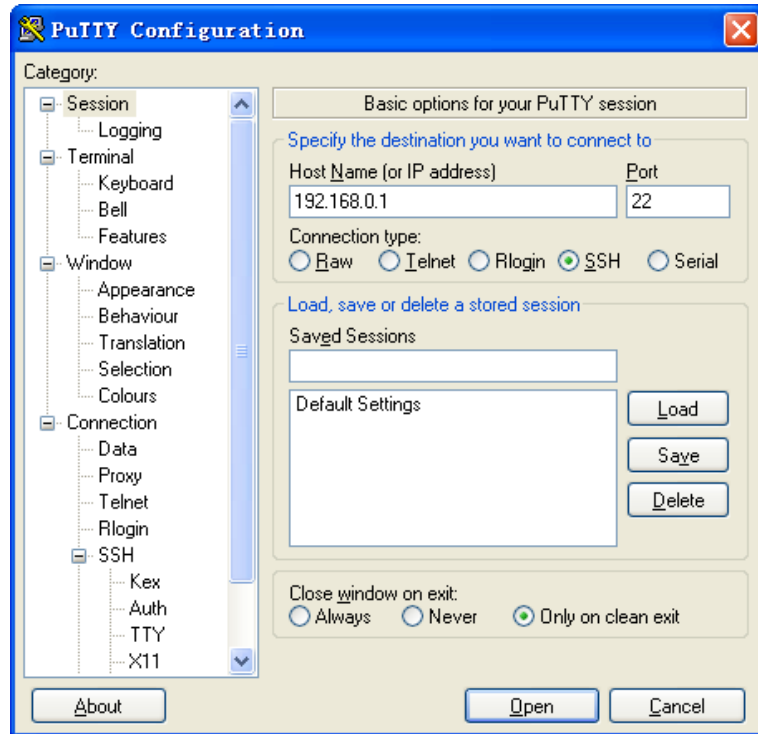 PuTTY Configuration
Category:
Session
Logging
Terminal
Keyboard
Bell
Features
Window
Appearance
Behaviour
Translation
Selection
Colours
Connection
Data
Proxy
Telnet
Rlogin
SSH
Kex
Auth
TTY
X11
Basic options for your PuTTY session
Specify the destination you want to connect to
Host Name (or IP address) Port
192.168.0.1 22
Connection type:
Raw Telnet Rlogin SSH Serial
Load, save or delete a stored session
Saved Sessions
Default Settings
Load
Save
Delete
Close window on exit:
Always Never Only on clean exit
About Open Cancel